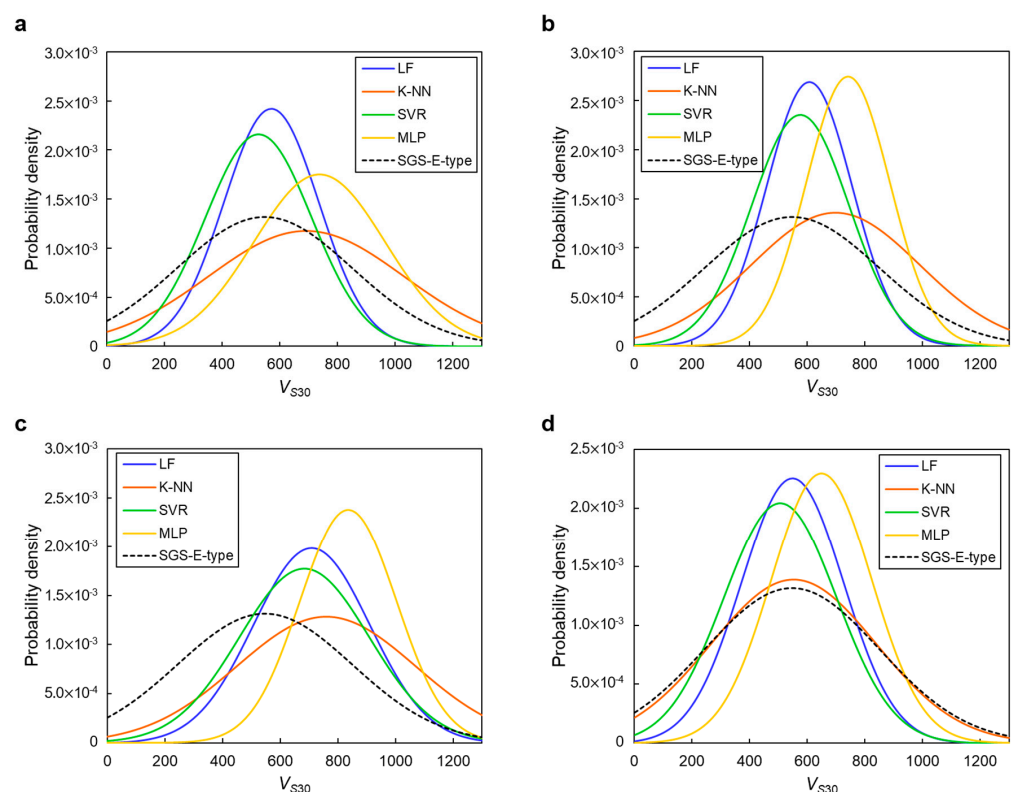 a
3.0×10-3
2.5×10-3
2.0×10-3
1.5×10-3
1.0×10-3
5.0×10-4
0
Probability density
LF
K-NN
SVR
MLP
SGS-E-type
0 200 400 600 800 1000 1200
VS30
b
3.0×10-3
2.5×10-3
2.0×10-3
1.5×10-3
1.0×10-3
5.0×10-4
0
Probability density
LF
K-NN
SVR
MLP
SGS-E-type
0 200 400 600 800 1000 1200
VS30
c
3.0×10-3
2.5×10-3
2.0×10-3
1.5×10-3
1.0×10-3
5.0×10-4
0
Probability density
LF
K-NN
SVR
MLP
SGS-E-type
0 200 400 600 800 1000 1200
VS30
d
2.5×10-3
2.0×10-3
1.5×10-3
1.0×10-3
5.0×10-4
0
Probability density
LF
K-NN
SVR
MLP
SGS-E-type
0 200 400 600 800 1000 1200
VS30